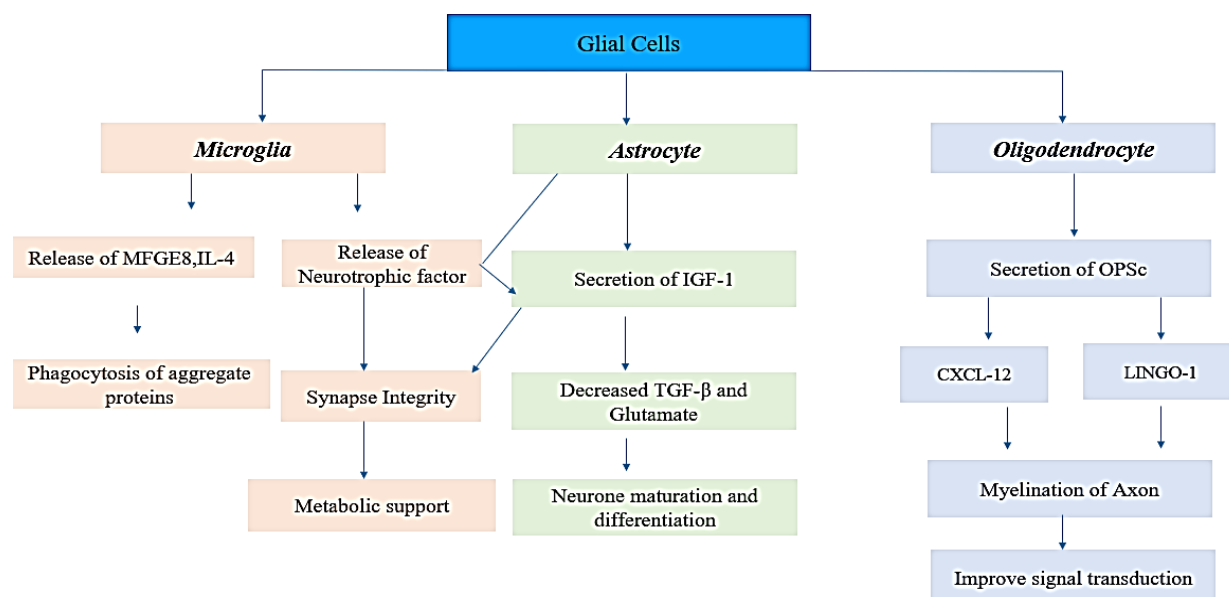 Glial Cells
Microglia
Astrocyte
Oligodendrocyte
Release of MFGE8,IL-4
Release of
Neurotrophic factor
Secretion of IGF-1
Secretion of OPSc
Phagocytosis of aggregate
proteins
Synapse Integrity
Decreased TGF-β and
Glutamate
CXCL-12
LINGO-1
Metabolic support
Neurone maturation and
differentiation
Myelination of Axon
Improve signal transduction